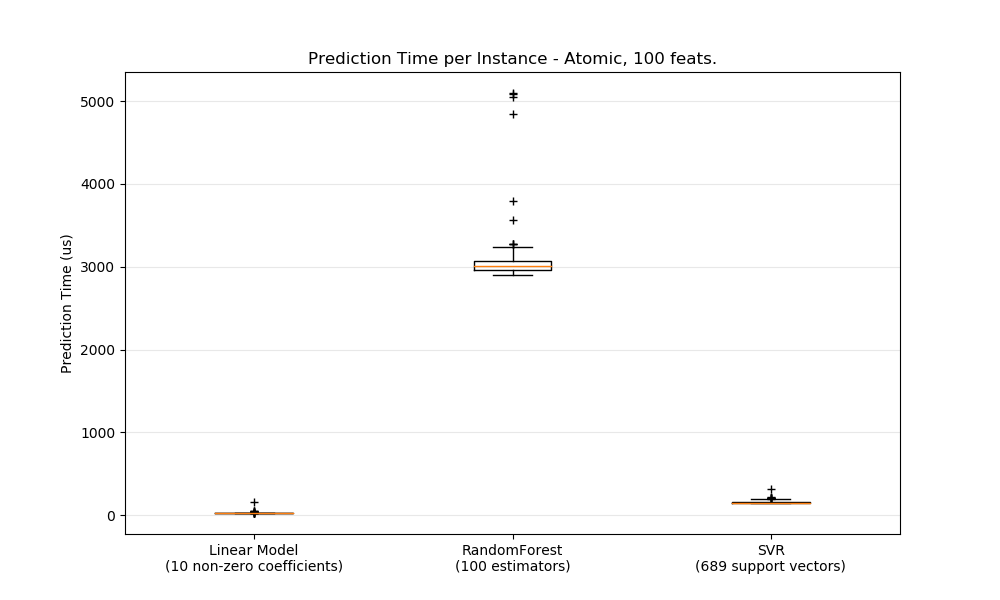 Prediction Time per Instance - Atomic, 100 feats.
5000
4000
3000
2000
1000
0
Prediction Time (us)
Linear Model
(10 non-zero coefficients)
RandomForest
(100 estimators)
SVR
(689 support vectors)